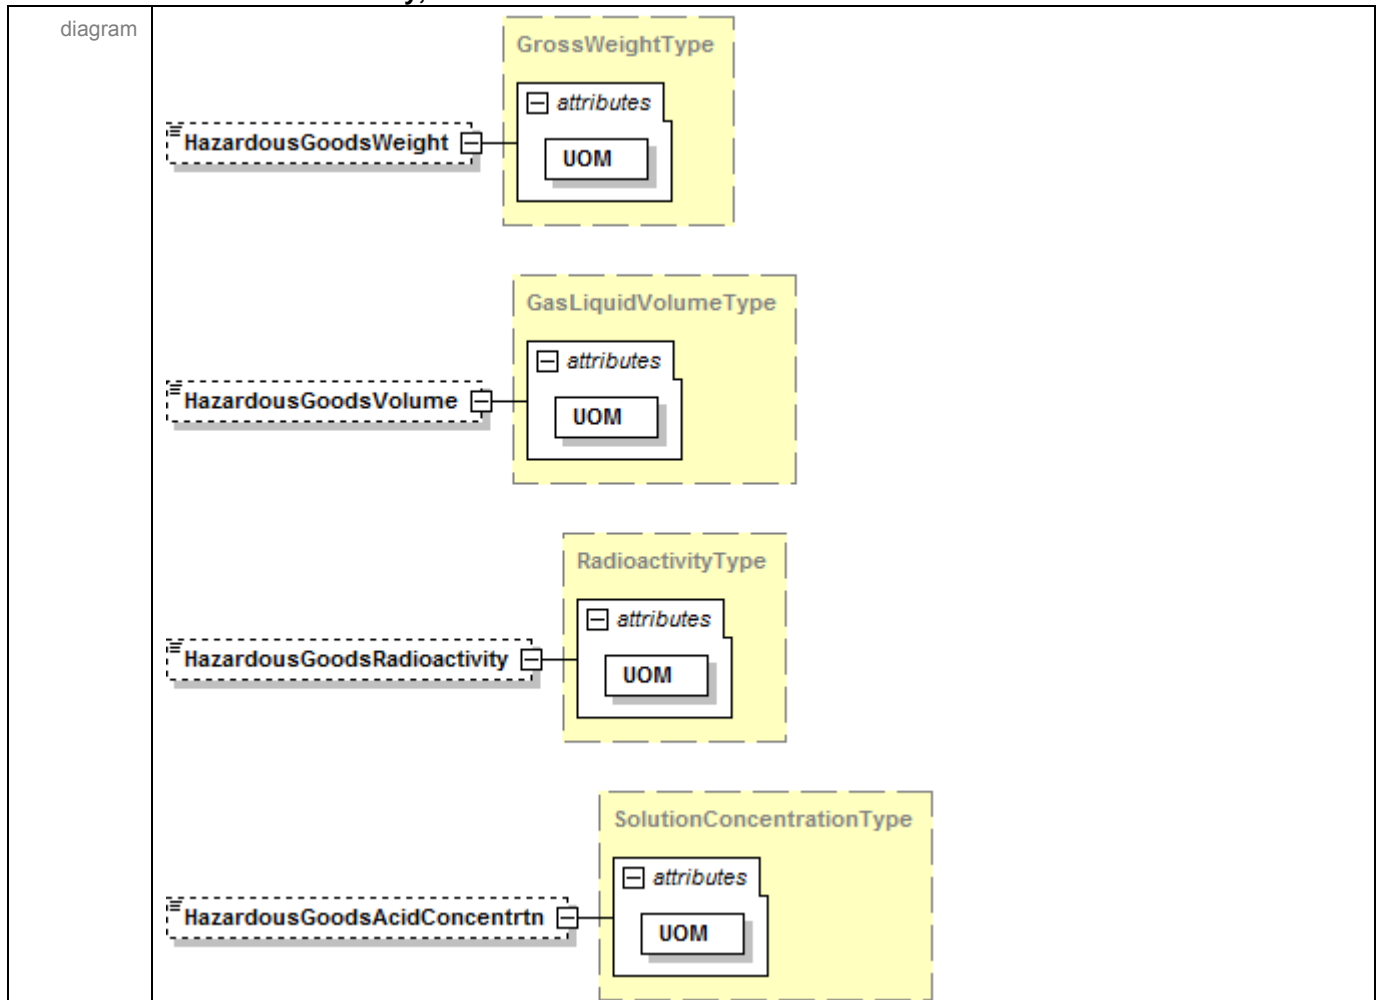 diagram
GrossWeightType
attributes
HazardousGoodsWeight
UOM
GasLiquidVolumeType
attributes
HazardousGoodsVolume
UOM
RadioactivityType
attributes
HazardousGoodsRadioactivity
UOM
SolutionConcentrationType
attributes
HazardousGoodsAcidConcentrtn
UOM